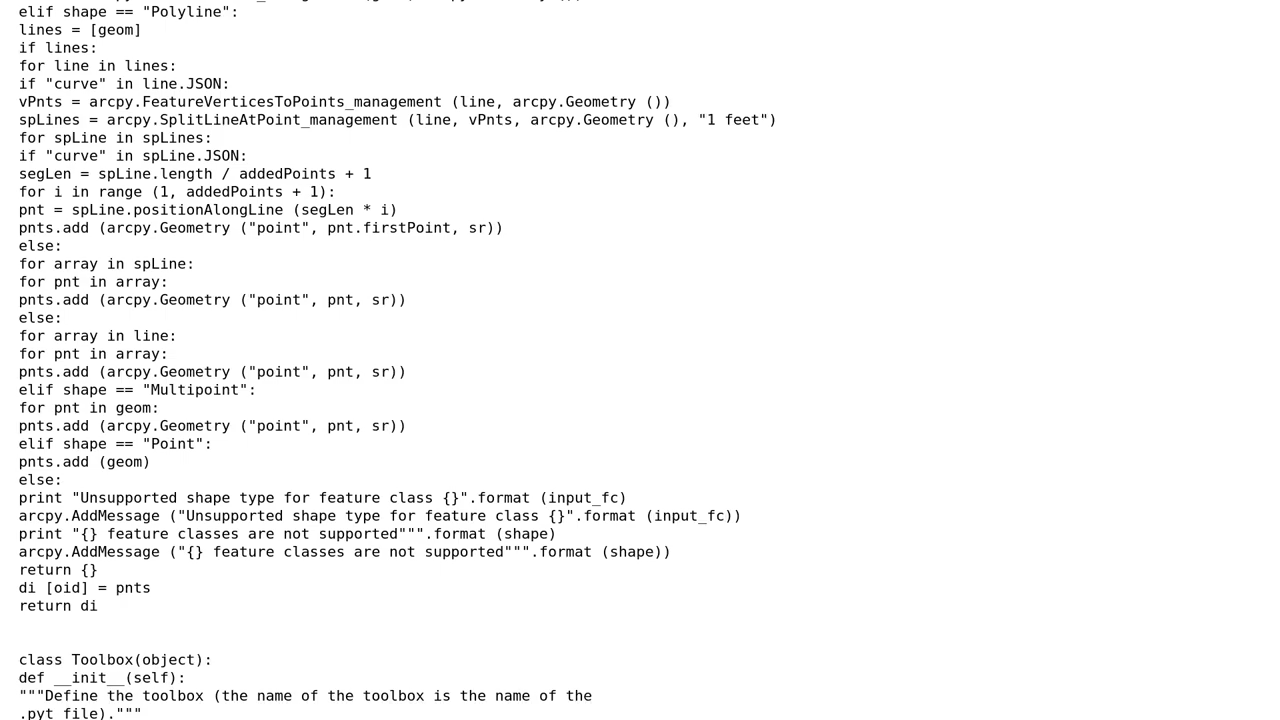 elif shape == "Polyline":
lines = [geom]
if lines:
for line in lines:
if "curve" in line.JSON:
vPnts = arcpy.FeatureVerticesToPoints_management (line, arcpy.Geometry ())
spLines = arcpy.SplitLineAtPoint_management (line, vPnts, arcpy.Geometry (), "1 feet")
for spLine in spLines:
if "curve" in spLine.JSON:
segLen = spLine.length / addedPoints + 1
for i in range (1, addedPoints + 1):
pnt = spLine.positionAlongLine (segLen * i)
pnts.add (arcpy.Geometry ("point", pnt.firstPoint, sr))
else:
for array in spLine:
for pnt in array:
pnts.add (arcpy.Geometry ("point", pnt, sr))
else:
for array in line:
for pnt in array:
pnts.add (arcpy.Geometry ("point", pnt, sr))
elif shape == "Multipoint":
for pnt in geom:
pnts.add (arcpy.Geometry ("point", pnt, sr))
elif shape == "Point":
pnts.add (geom)
else:
print "Unsupported shape type for feature class {}".format (input_fc)
arcpy.AddMessage ("Unsupported shape type for feature class {}".format (input_fc))
print "{} feature classes are not supported""".format (shape)
arcpy.AddMessage ("{} feature classes are not supported""".format (shape))
return {}
di [oid] = pnts
return di
class Toolbox(object):
def __init__(self):
"""Define the toolbox (the name of the toolbox is the name of the
.pyt file)."""